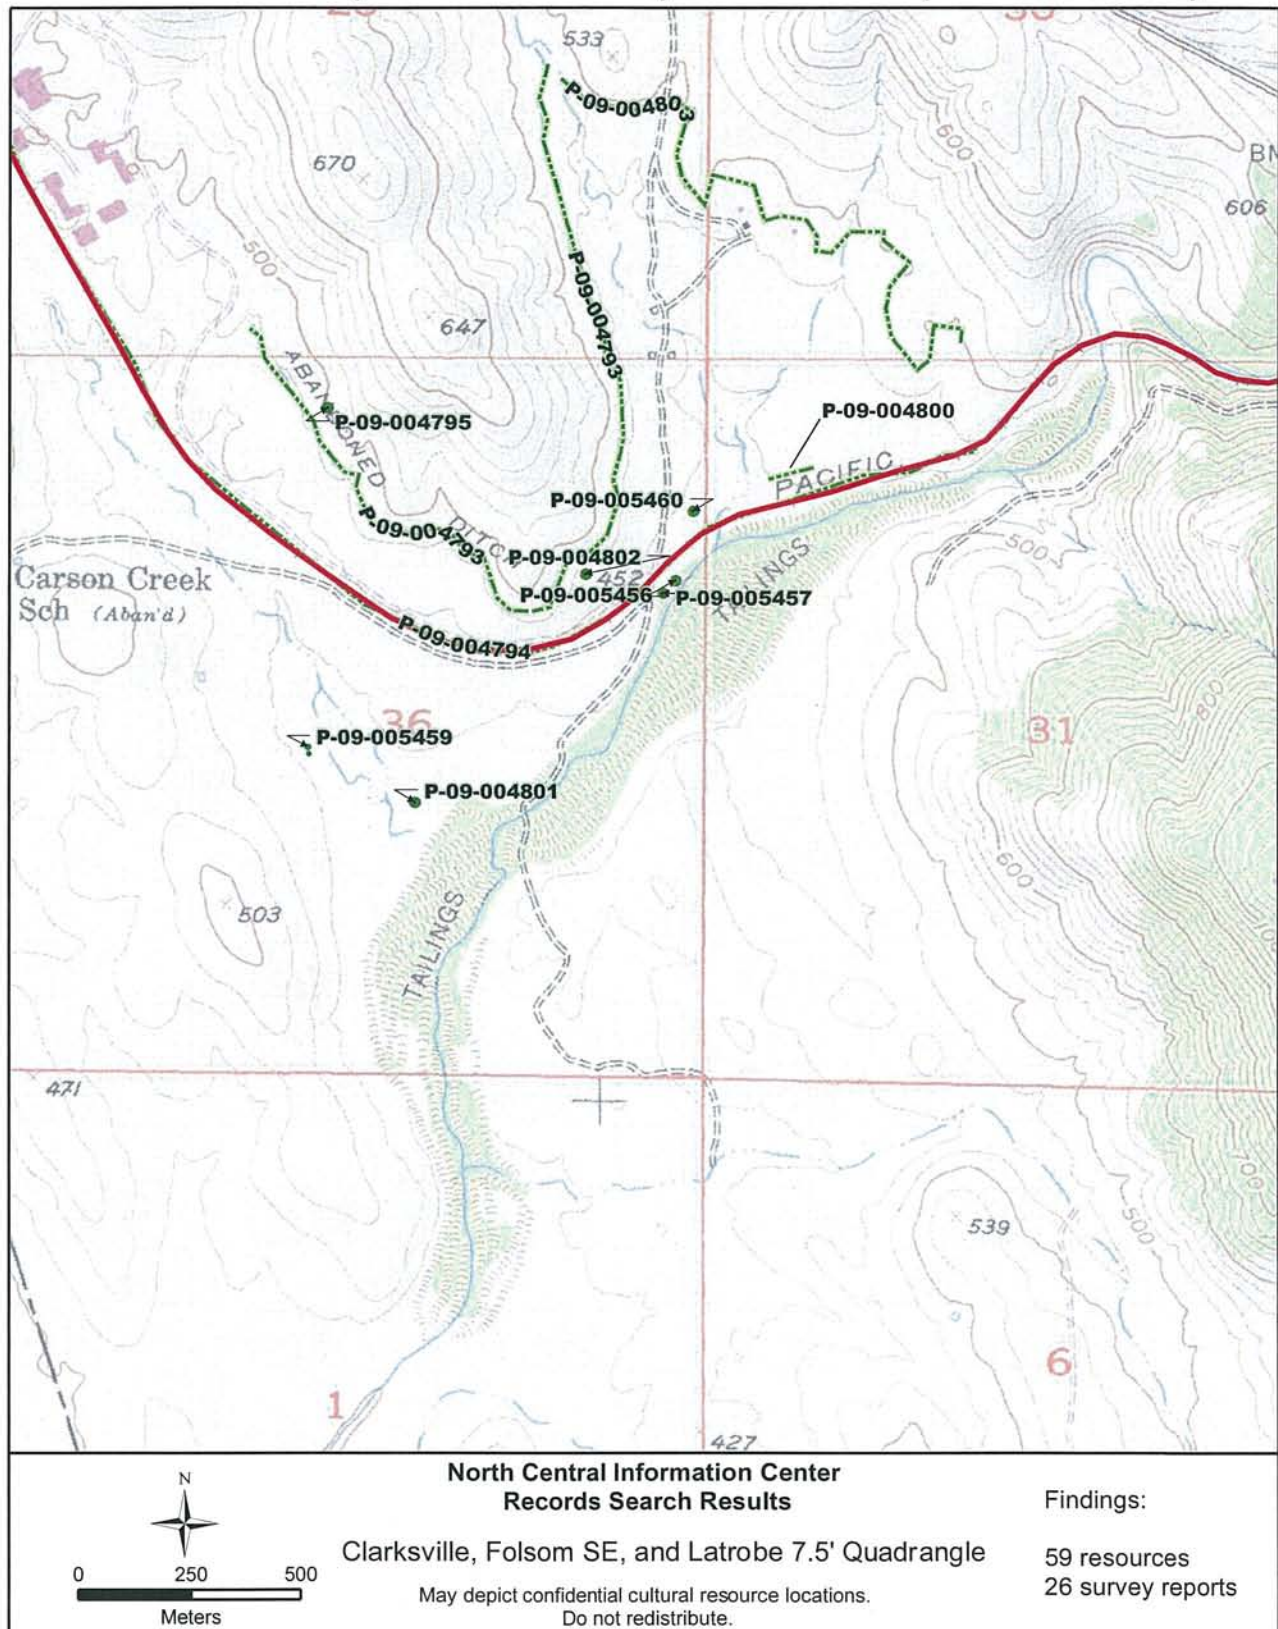 533
P-09-004803
670
600
BM
606
500
P-09-004793
647
ABANDONED
P-09-004795
P-09-004800
PACIFIC
P-09-005460
P-09-004793
DITCH
P-09-004802
500
Carson Creek
Sch (Aban'd)
452
P-09-005456
P-09-005457
TAILINGS
P-09-004794
800
36
31
P-09-005459
P-09-004801
600
503
TAILINGS
471
700
539
500
6
1
427
North Central Information Center
Records Search Results
Clarksville, Folsom SE, and Latrobe 7.5' Quadrangle
May depict confidential cultural resource locations.
Do not redistribute.
N
0 250 500
Meters
Findings:
59 resources
26 survey reports